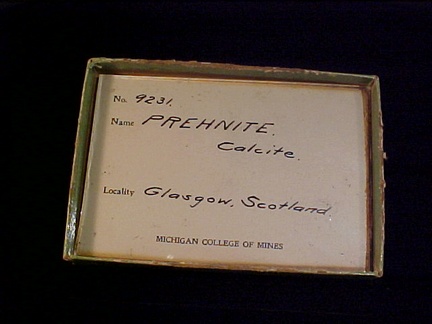 No. 9231.
Name PREHNITE.
Calcite.
Locality Glasgow, Scotland
MICHIGAN COLLEGE OF MINES